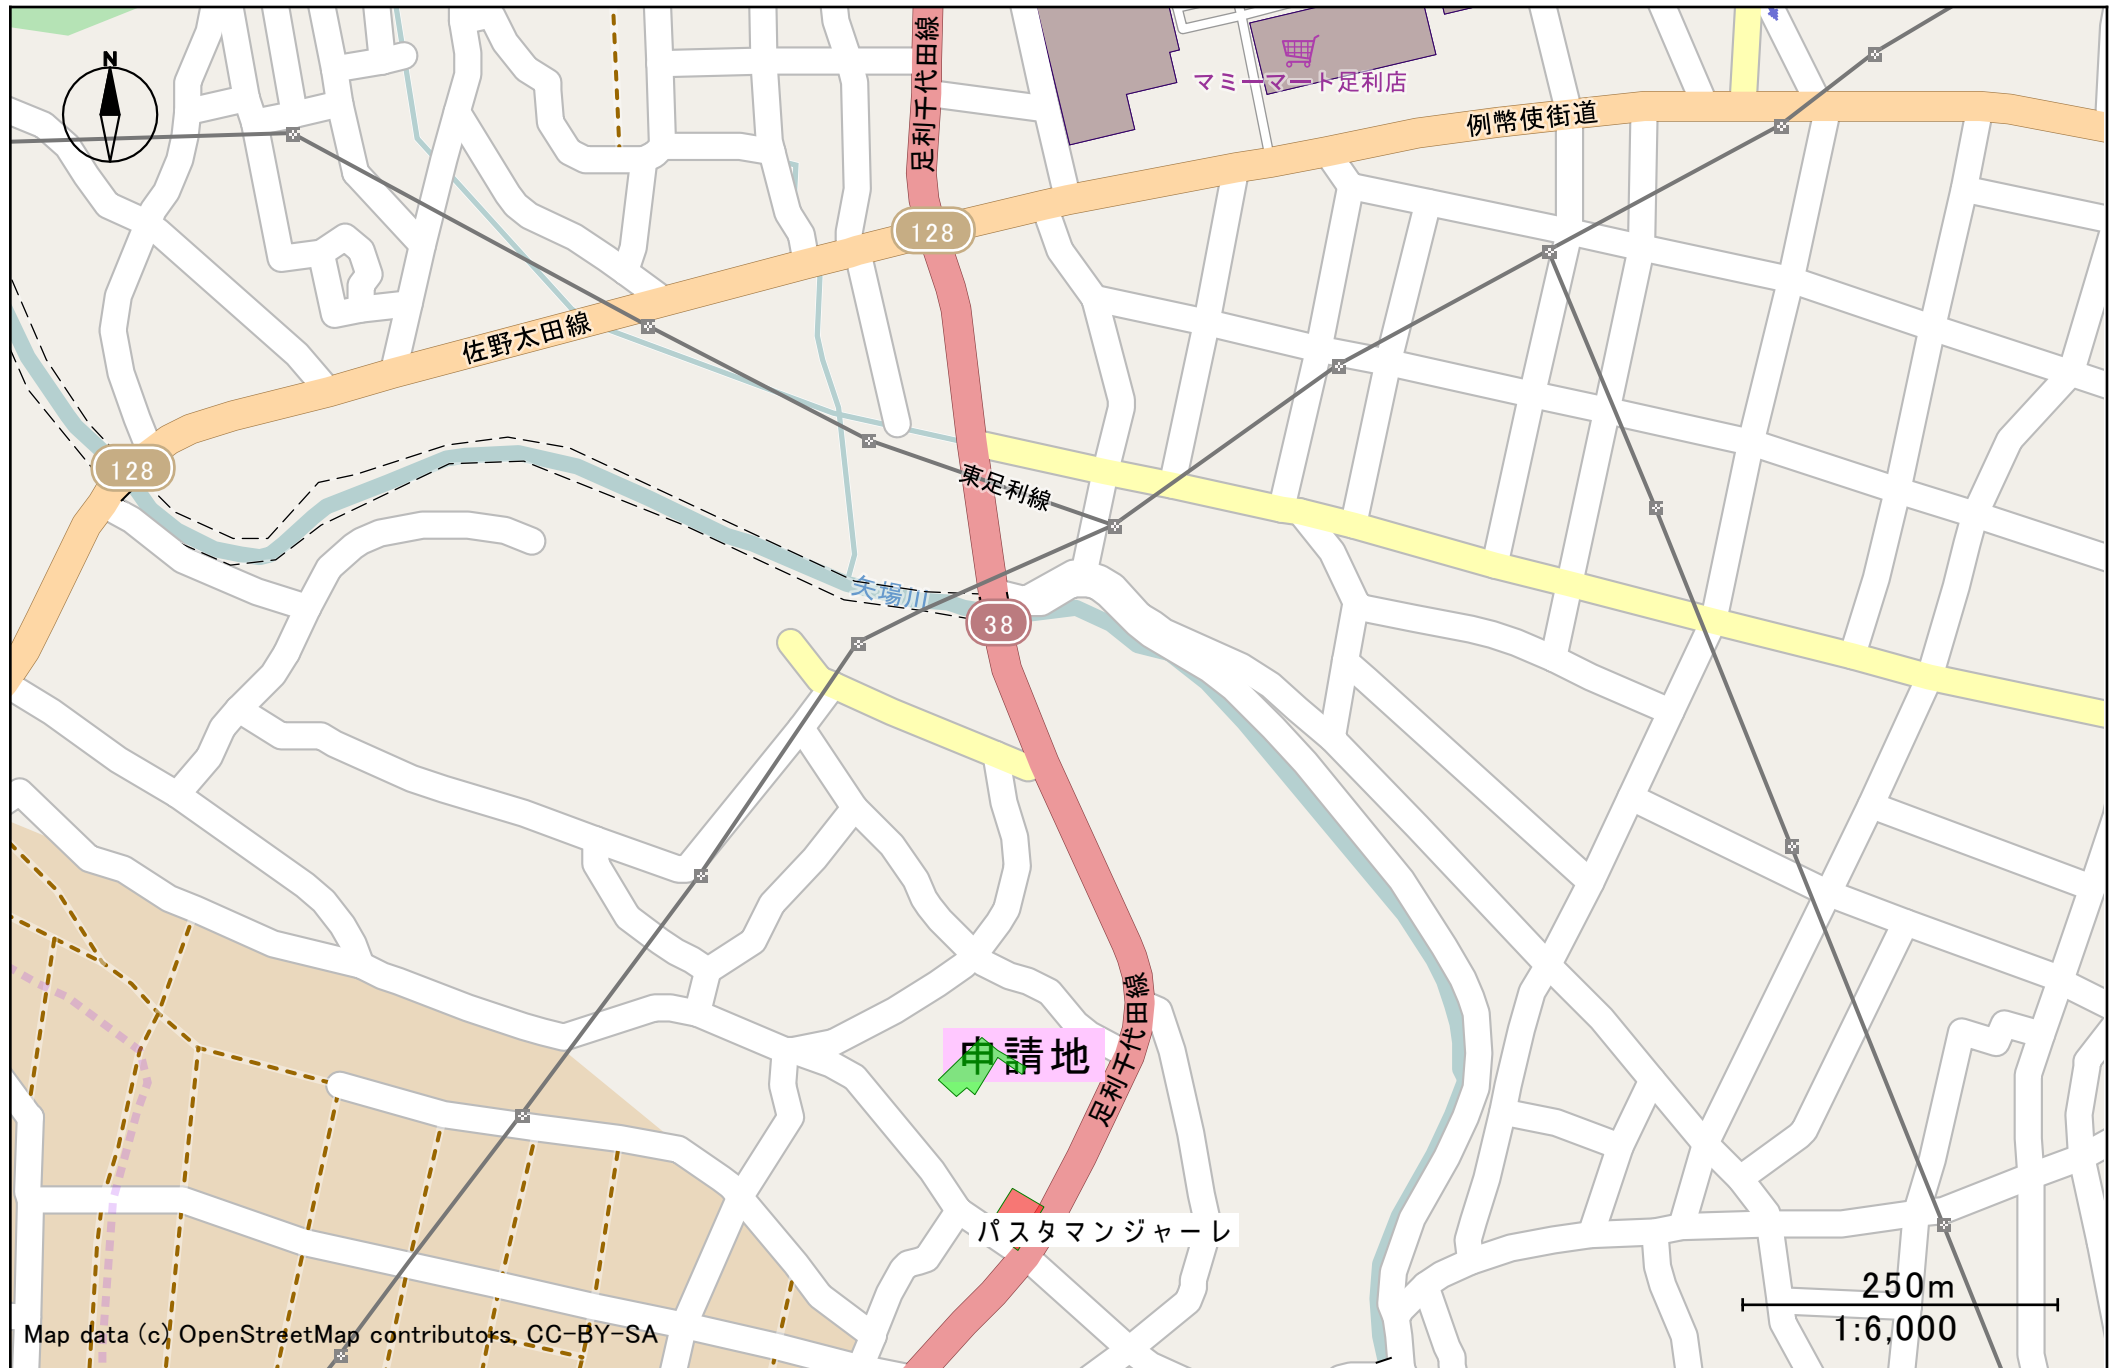 N
足利千代田線
マミーマート足利店
例幣使街道
128
佐野太田線
128
東足利線
矢場川
38
足利千代田線
申請地
パスタマンジャーレ
250m
1:6,000
Map data (c) OpenStreetMap contributors, CC-BY-SA